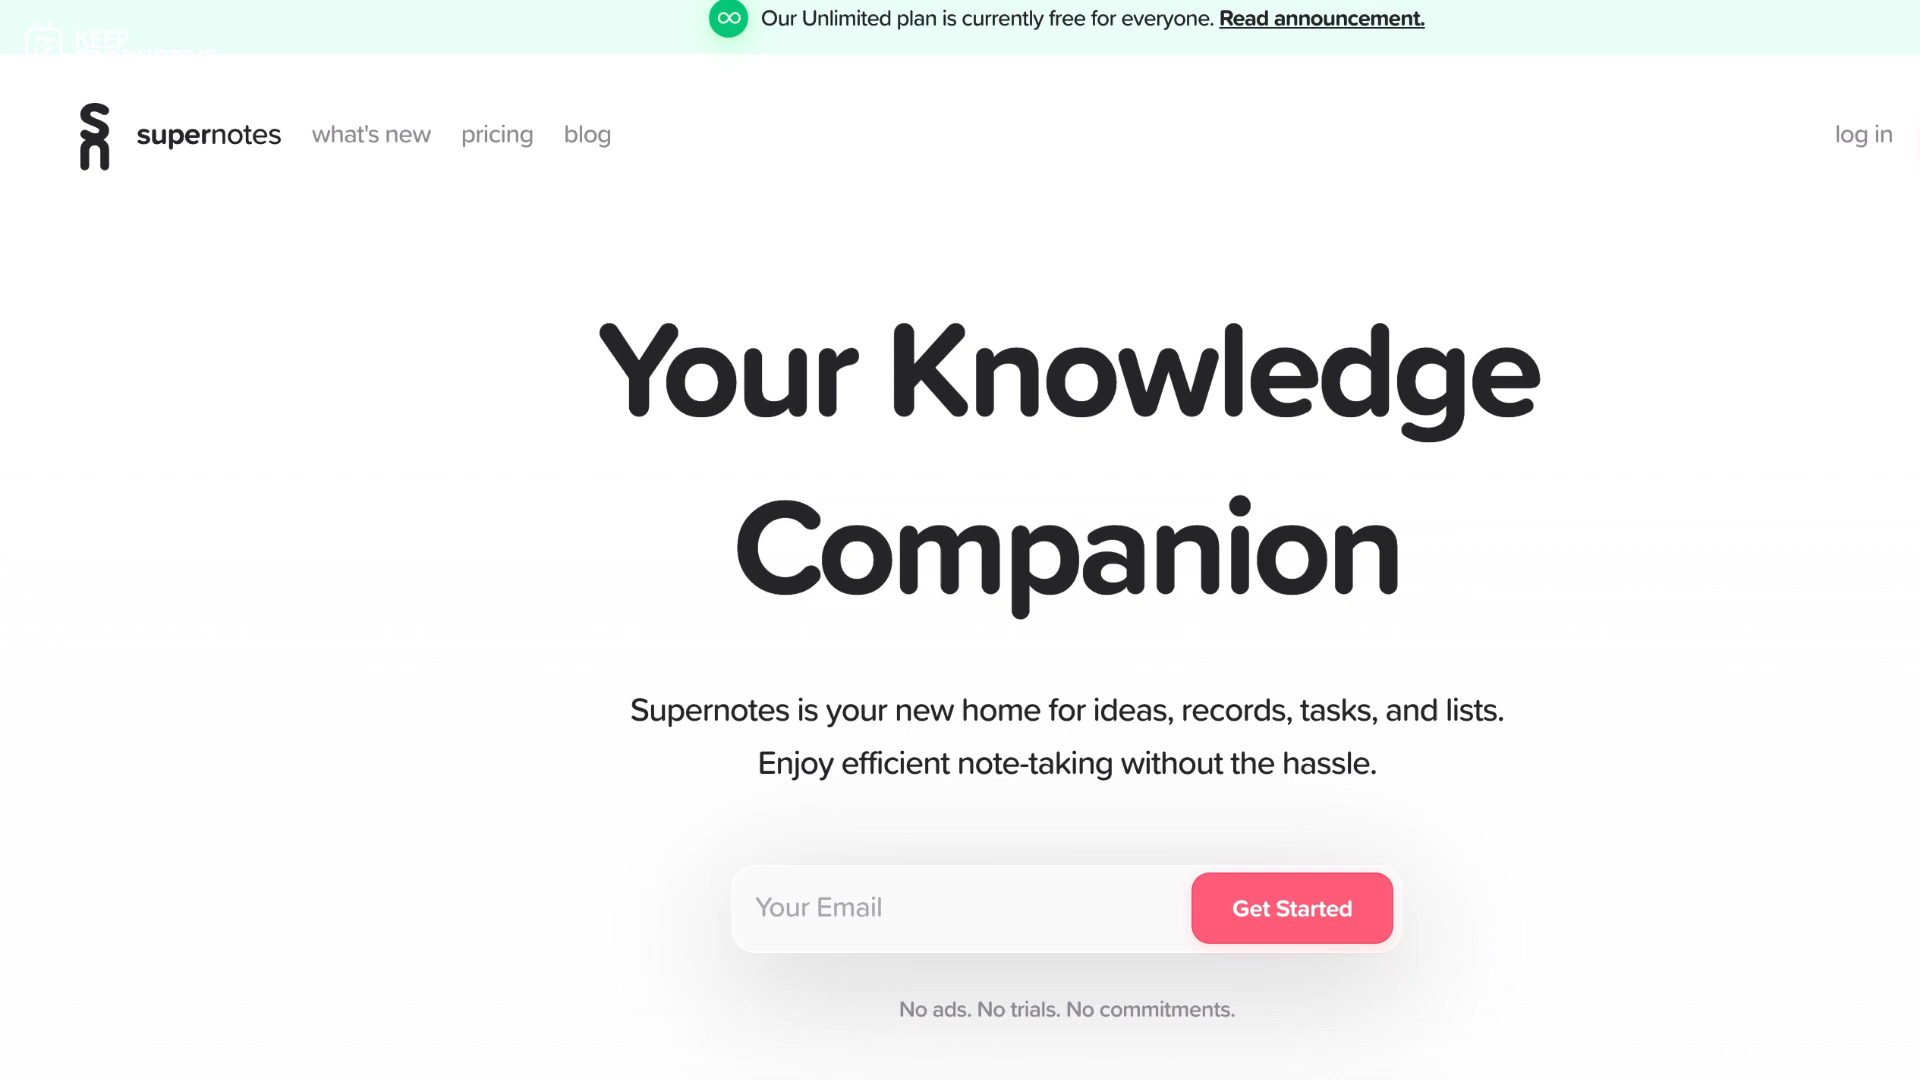 Our Unlimited plan is currently free for everyone. Read announcement.
KEEP
supernotes what's new pricing blog log in
Your Knowledge
Companion
Supernotes is your new home for ideas, records, tasks, and lists.
Enjoy efficient note-taking without the hassle.
Your Email Get Started
No ads. No trials. No commitments.